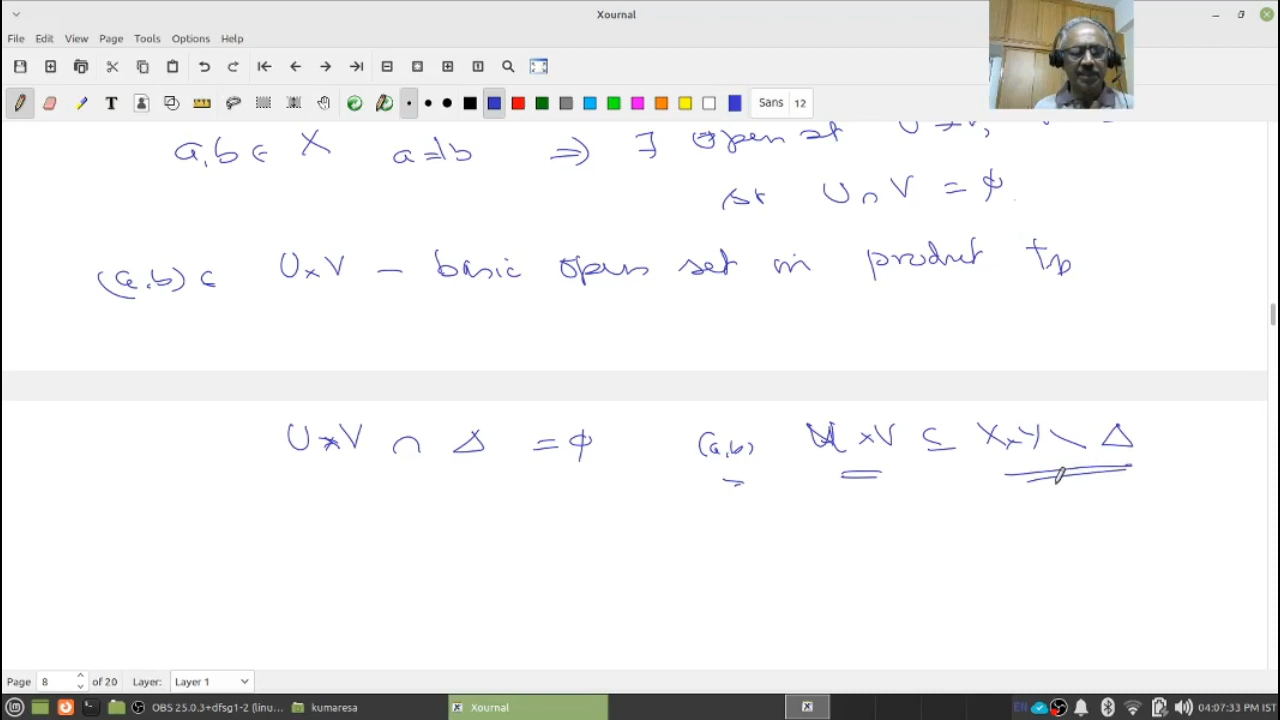 Xournal
File Edit View Page Tools Options Help
Sans 12
a,b ∈ X a ≠ b ⇒ ∃ open st
st U ∩ V = φ
(a,b) ∈ U × V – basic open set in product top
U × V ∩ Δ = φ (a,b) U × V ⊆ X × Y \ Δ
Page 8 of 20 Layer: Layer 1
OBS 25.0.3+dfsg1-2 (linu... kumaresa Xournal EN 04:07:33 PM IST